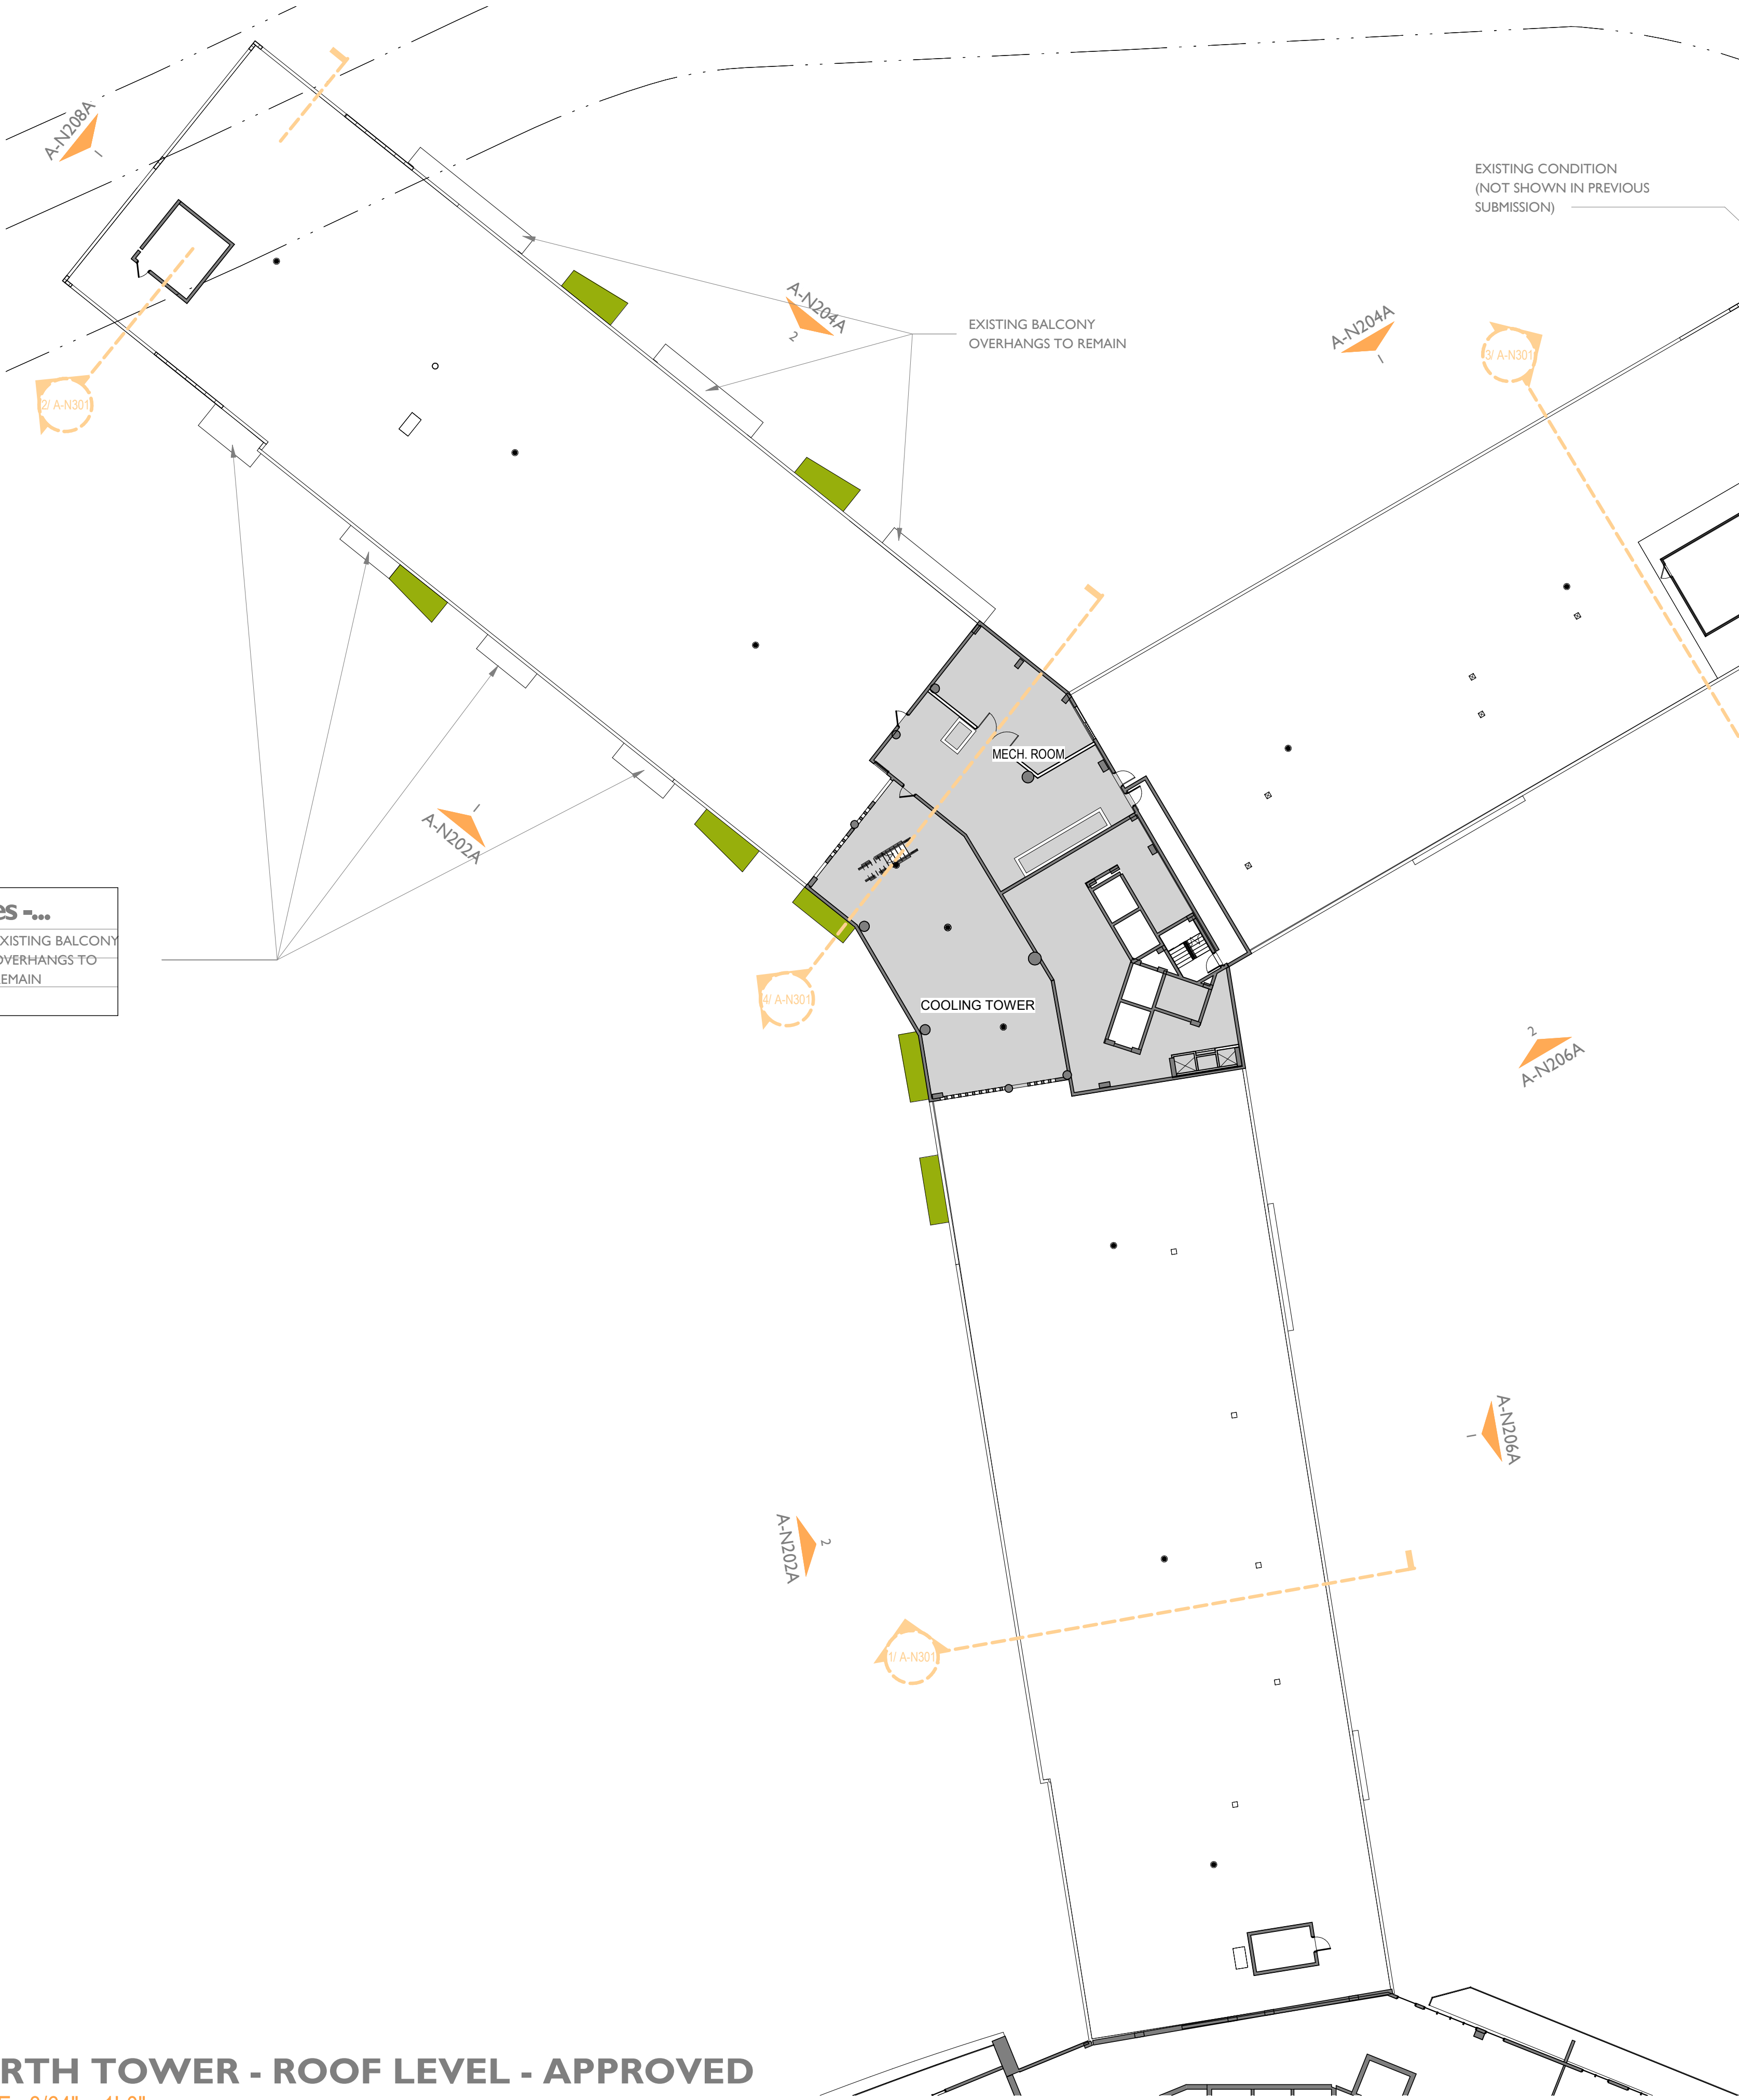 A-N208A
1
EXISTING CONDITION
(NOT SHOWN IN PREVIOUS
SUBMISSION)
A-N204A
2
EXISTING BALCONY
OVERHANGS TO REMAIN
A-N204A
1
3/ A-N301
2/ A-N301
MECH. ROOM
1
A-N202A
es -...
XISTING BALCONY
OVERHANGS TO
EMAIN
4/ A-N301
COOLING TOWER
2
A-N206A
A-N206A
1
A-N202A
2
1/ A-N301
RTH TOWER - ROOF LEVEL - APPROVED